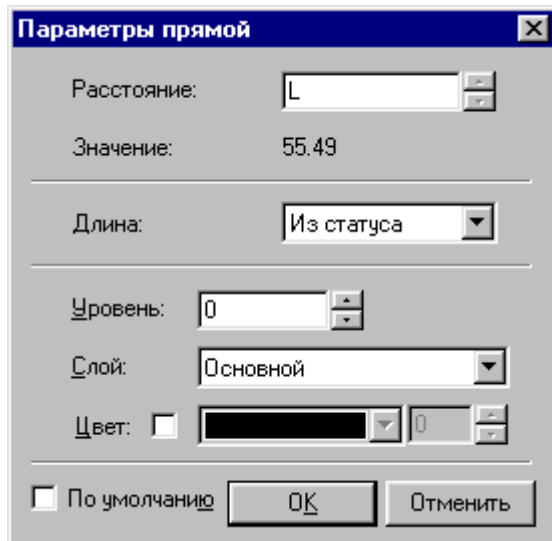 Параметры прямой
Расстояние: L
Значение: 55.49
Длина: Из статуса
Уровень: 0
Слой: Основной
Цвет: 0
По умолчанию OK Отменить